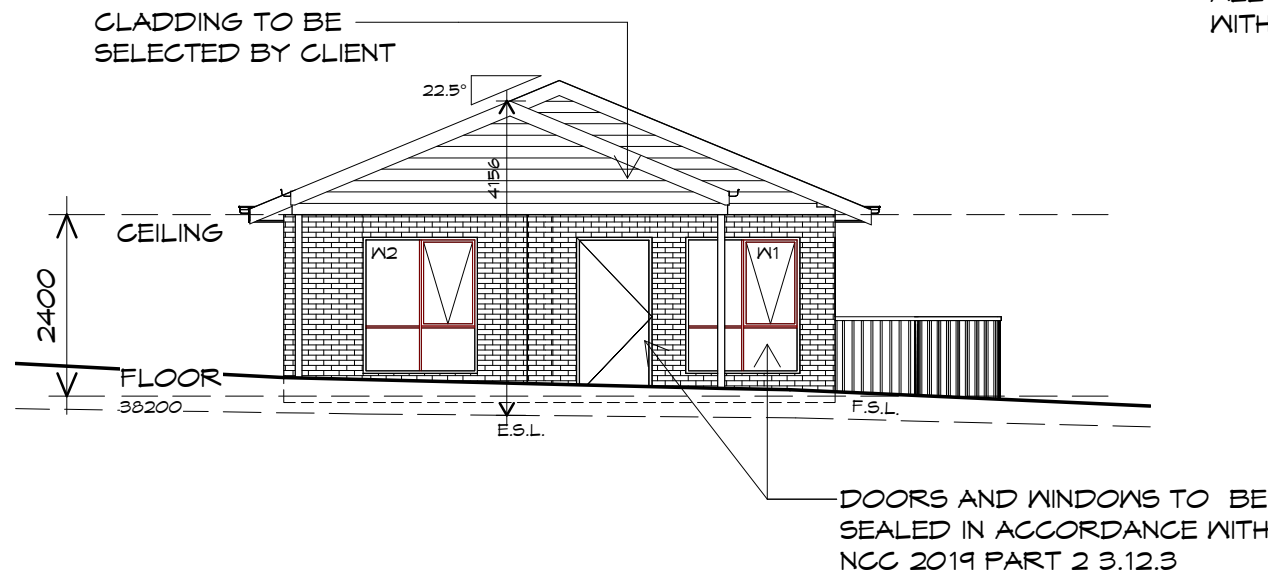 CLADDING TO BE
SELECTED BY CLIENT
WITH
22.5°
4156
CEILING
2400
W2
W1
FLOOR
38200
F.S.L.
E.S.L.
DOORS AND WINDOWS TO BE
SEALED IN ACCORDANCE WITH
NCC 2019 PART 2 3.12.3